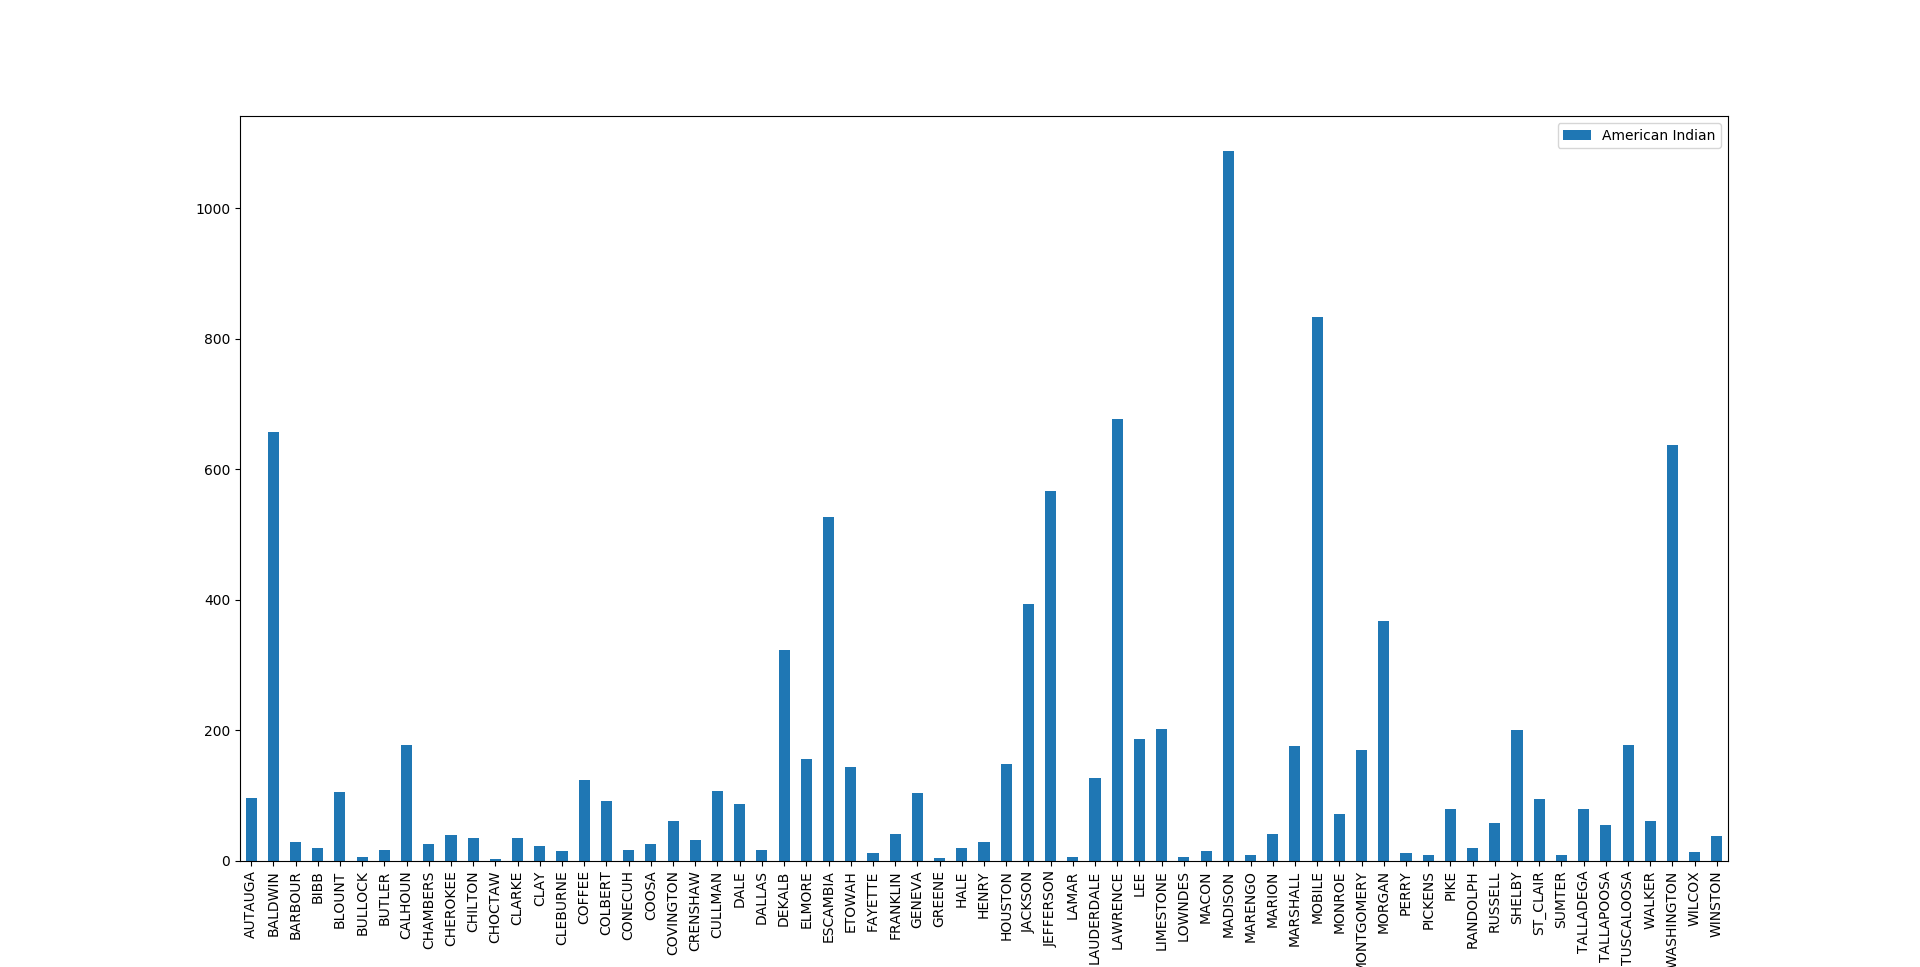 American Indian
1000
800
600
400
200
0
AUTAUGA
BALDWIN
BARBOUR
BIBB
BLOUNT
BULLOCK
BUTLER
CALHOUN
CHAMBERS
CHEROKEE
CHILTON
CHOCTAW
CLARKE
CLAY
CLEBURNE
COFFEE
COLBERT
CONECUH
COOSA
COVINGTON
CRENSHAW
CULLMAN
DALE
DALLAS
DEKALB
ELMORE
ESCAMBIA
ETOWAH
FAYETTE
FRANKLIN
GENEVA
GREENE
HALE
HENRY
HOUSTON
JACKSON
JEFFERSON
LAMAR
LAUDERDALE
LAWRENCE
LEE
LIMESTONE
LOWNDES
MACON
MADISON
MARENGO
MARION
MARSHALL
MOBILE
MONROE
MONTGOMERY
MORGAN
PERRY
PICKENS
PIKE
RANDOLPH
RUSSELL
SHELBY
ST_CLAIR
SUMTER
TALLADEGA
TALLAPOOSA
TUSCALOOSA
WALKER
WASHINGTON
WILCOX
WINSTON